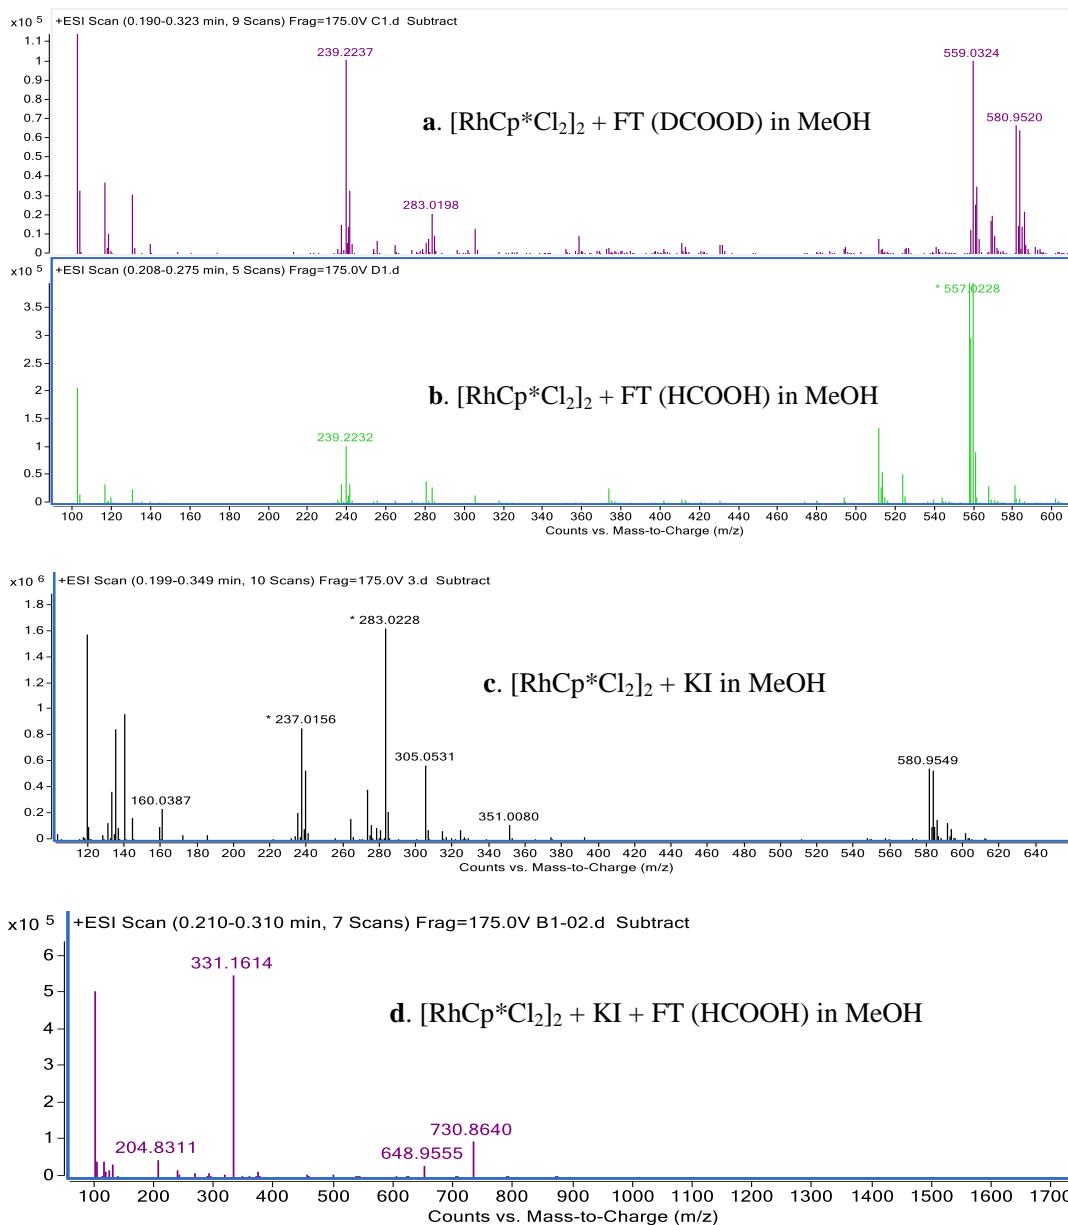 x10 5
+ESI Scan (0.190-0.323 min, 9 Scans) Frag=175.0V C1.d Subtract
1.1
1
0.9
0.8
0.7
0.6
0.5
0.4
0.3
0.2
0.1
0
239.2237
559.0324
a. [RhCp*Cl2]2 + FT (DCOOD) in MeOH
580.9520
283.0198
x10 5
+ESI Scan (0.208-0.275 min, 5 Scans) Frag=175.0V D1.d
3.5
3
2.5
2
1.5
1
0.5
0
* 557.0228
b. [RhCp*Cl2]2 + FT (HCOOH) in MeOH
239.2232
100 120 140 160 180 200 220 240 260 280 300 320 340 360 380 400 420 440 460 480 500 520 540 560 580 600
Counts vs. Mass-to-Charge (m/z)
x10 6
+ESI Scan (0.199-0.349 min, 10 Scans) Frag=175.0V 3.d Subtract
1.8
1.6
1.4
1.2
1
0.8
0.6
0.4
0.2
0
* 283.0228
c. [RhCp*Cl2]2 + KI in MeOH
* 237.0156
305.0531
580.9549
160.0387
351.0080
120 140 160 180 200 220 240 260 280 300 320 340 360 380 400 420 440 460 480 500 520 540 560 580 600 620 640
Counts vs. Mass-to-Charge (m/z)
x10 5
+ESI Scan (0.210-0.310 min, 7 Scans) Frag=175.0V B1-02.d Subtract
6
5
4
3
2
1
0
331.1614
d. [RhCp*Cl2]2 + KI + FT (HCOOH) in MeOH
730.8640
204.8311
648.9555
100 200 300 400 500 600 700 800 900 1000 1100 1200 1300 1400 1500 1600 1700
Counts vs. Mass-to-Charge (m/z)